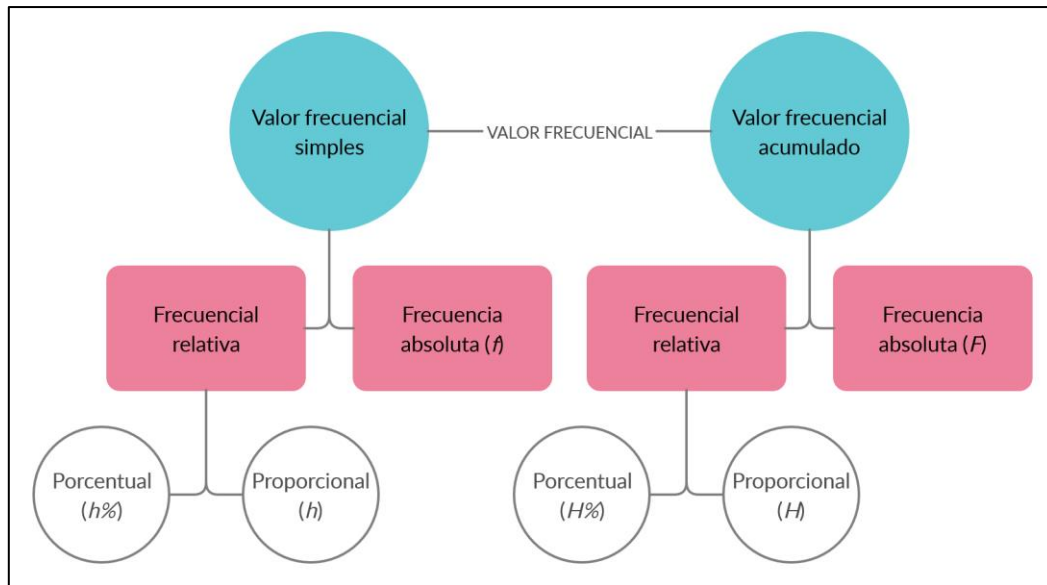 Valor frecuencial
simples
VALOR FRECUENCIAL
Valor frecuencial
acumulado
Frecuencial
relativa
Frecuencia
absoluta (f)
Frecuencial
relativa
Frecuencia
absoluta (F)
Porcentual
(h%)
Proporcional
(h)
Porcentual
(H%)
Proporcional
(H)